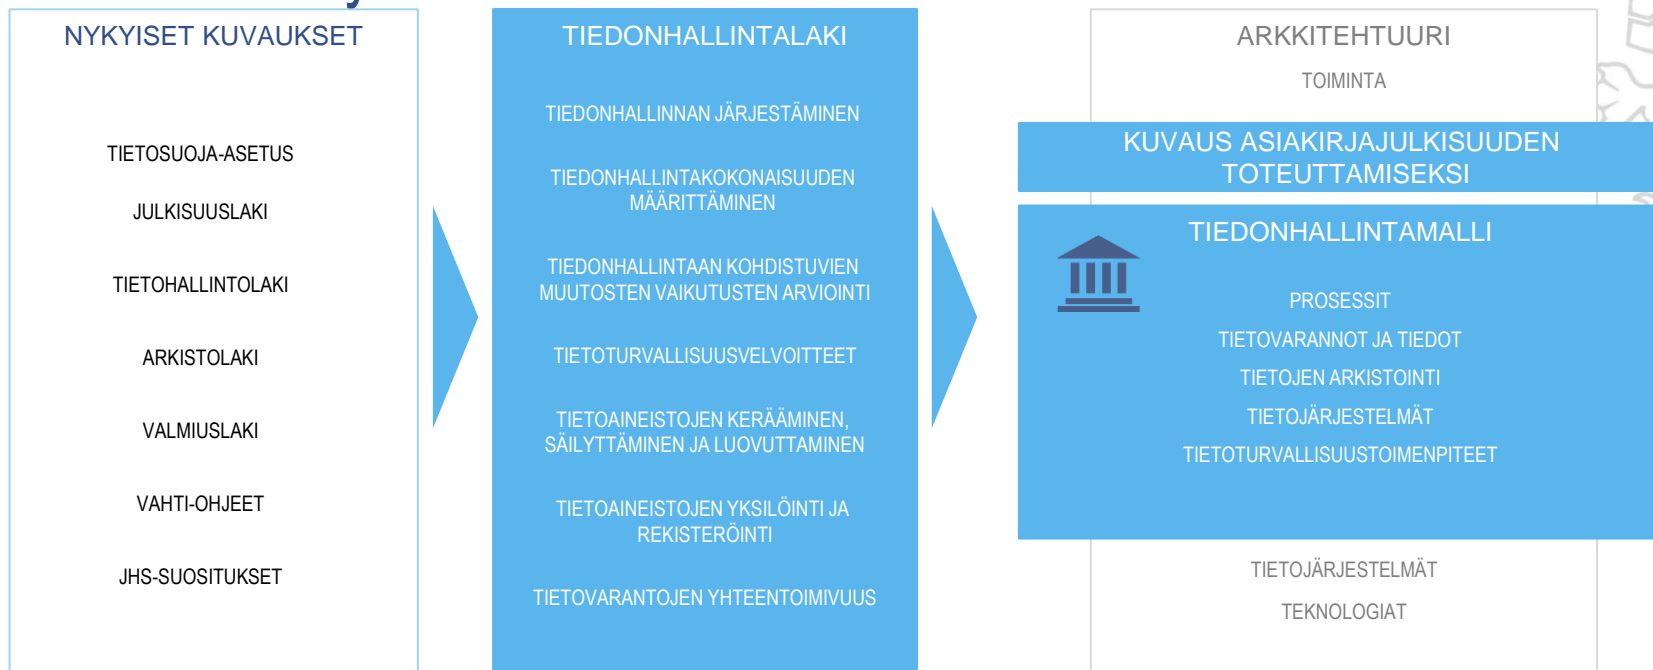 NYKYISET KUVAUKSET
TIETOSUOJA-ASETUS
JULKISUUSLAKI
TIETOHALLINTOLAKI
ARKISTOLAKI
VALMIUSLAKI
VAHTI-OHJEET
JHS-SUOSITUKSET
TIEDONHALLINTALAKI
TIEDONHALLINNAN JÄRJESTÄMINEN
TIEDONHALLINTAKOKONAISUUDEN
MÄÄRITTÄMINEN
TIEDONHALLINTAAN KOHDISTUVIEN
MUUTOSTEN VAIKUTUSTEN ARVIOINTI
TIETOTURVALLISUUSVELVOITTEET
TIETOAINEISTOJEN KERÄÄMINEN,
SÄILYTTÄMINEN JA LUOVUTTAMINEN
TIETOAINEISTOJEN YKSILÖINTI JA
REKISTERÖINTI
TIETOVARANTOJEN YHTEENTOIMIVUUS
ARKKITEHTUURI
TOIMINTA
KUVAUS ASIAKIRJAJULKISUUDEN
TOTEUTTAMISEKSI
TIEDONHALLINTAMALLI
PROSESSIT
TIETOVARANNOT JA TIEDOT
TIETOJEN ARKISTOINTI
TIETOJÄRJESTELMÄT
TIETOTURVALLISUUSTOIMENPITEET
TIETOJÄRJESTELMÄT
TEKNOLOGIAT